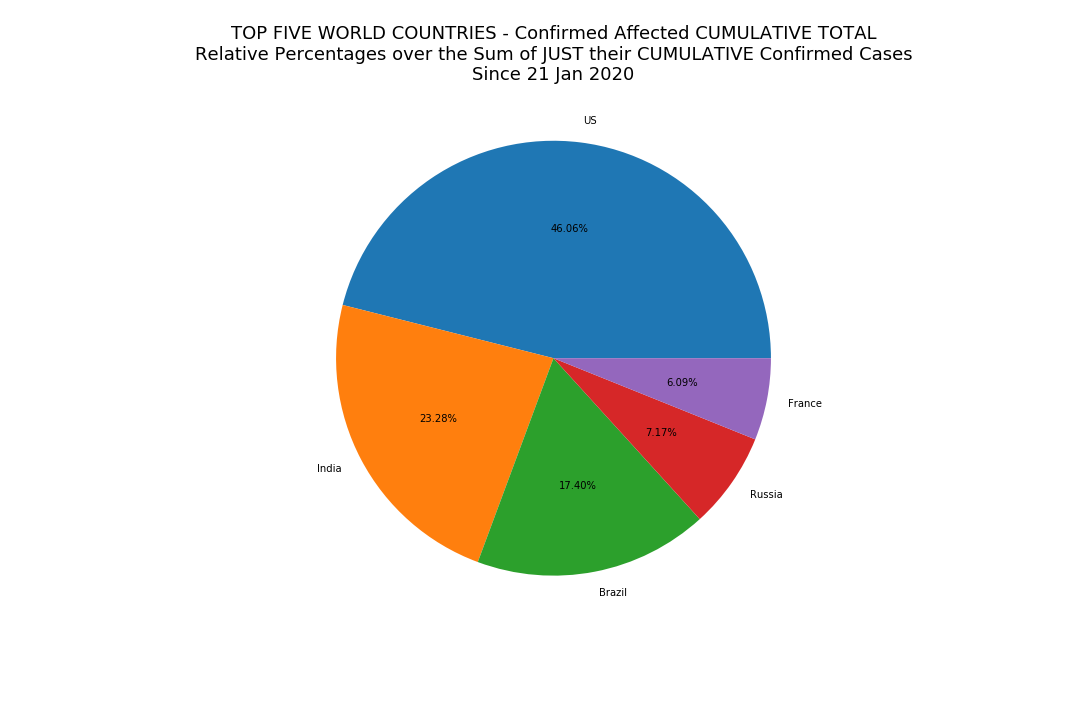 TOP FIVE WORLD COUNTRIES - Confirmed Affected CUMULATIVE TOTAL
Relative Percentages over the Sum of JUST their CUMULATIVE Confirmed Cases
Since 21 Jan 2020
US
46.06%
6.09%
France
23.28%
7.17%
India
17.40%
Russia
Brazil